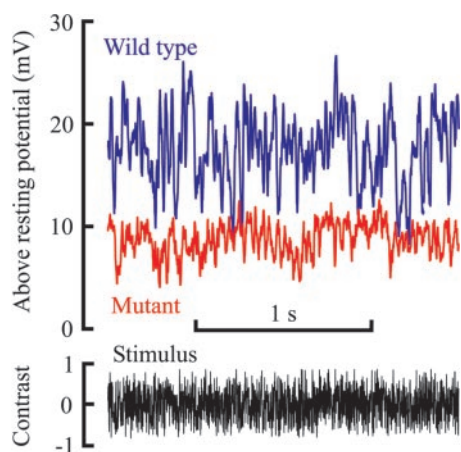 30
Wild type
20
10
0
Above resting potential (mV)
Mutant
1 s
Stimulus
1
0
-1
Contrast